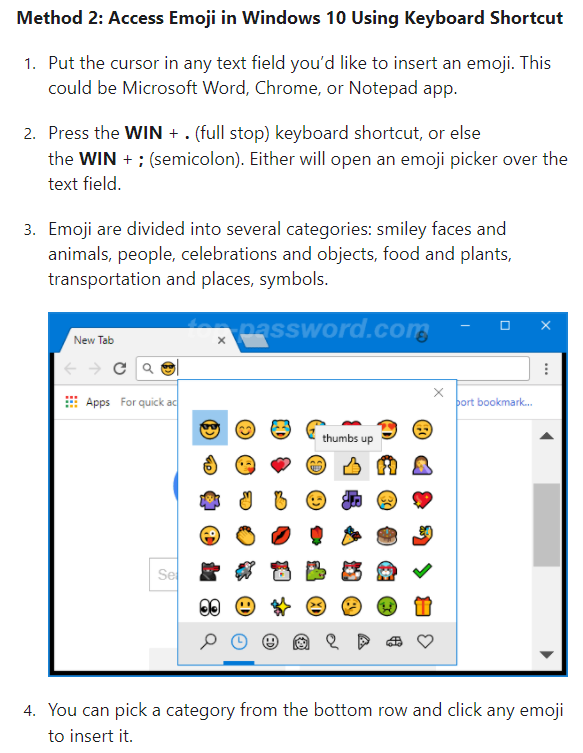 Method 2: Access Emoji in Windows 10 Using Keyboard Shortcut
1. Put the cursor in any text field you’d like to insert an emoji. This
could be Microsoft Word, Chrome, or Notepad app.
2. Press the WIN + . (full stop) keyboard shortcut, or else
the WIN + ; (semicolon). Either will open an emoji picker over the
text field.
3. Emoji are divided into several categories: smiley faces and
animals, people, celebrations and objects, food and plants,
transportation and places, symbols.
top-password.com
New Tab
Apps For quick ac port bookmark...
thumbs up
Sea
4. You can pick a category from the bottom row and click any emoji
to insert it.